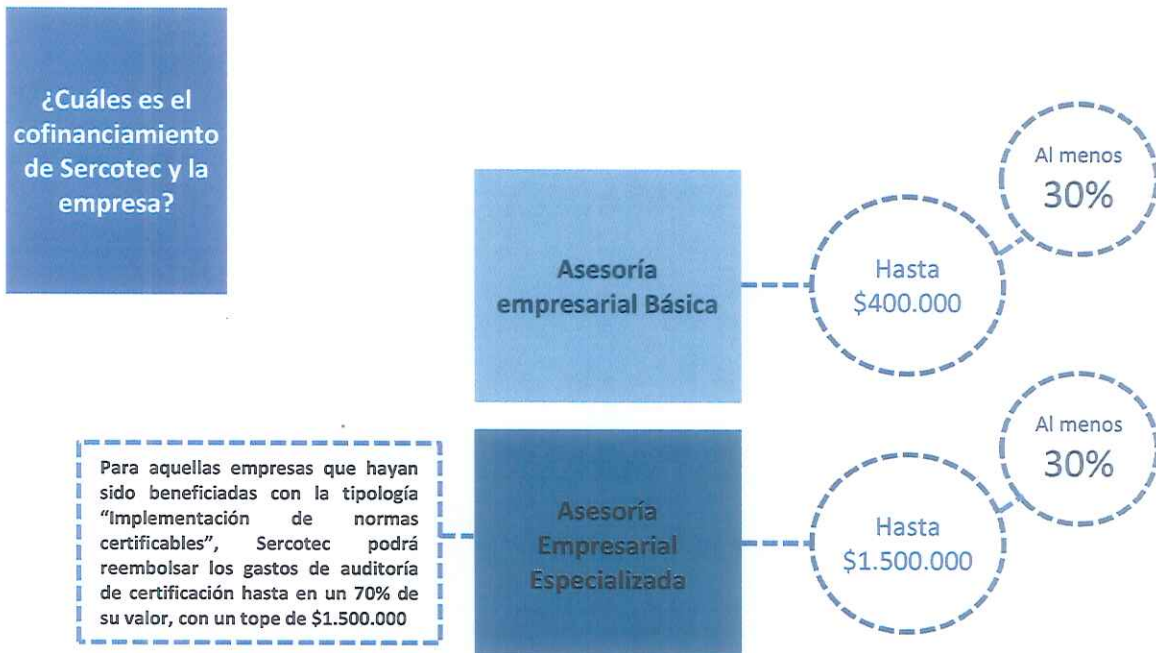 ¿Cuáles es el
cofinanciamiento
de Sercotec y la
empresa?
Asesoría
empresarial Básica
Hasta
$400.000
Al menos
30%
Para aquellas empresas que hayan
sido beneficiadas con la tipología
“Implementación de normas
certificables”, Sercotec podrá
reembolsar los gastos de auditoría
de certificación hasta en un 70% de
su valor, con un tope de $1.500.000
Asesoría
Empresarial
Especializada
Hasta
$1.500.000
Al menos
30%